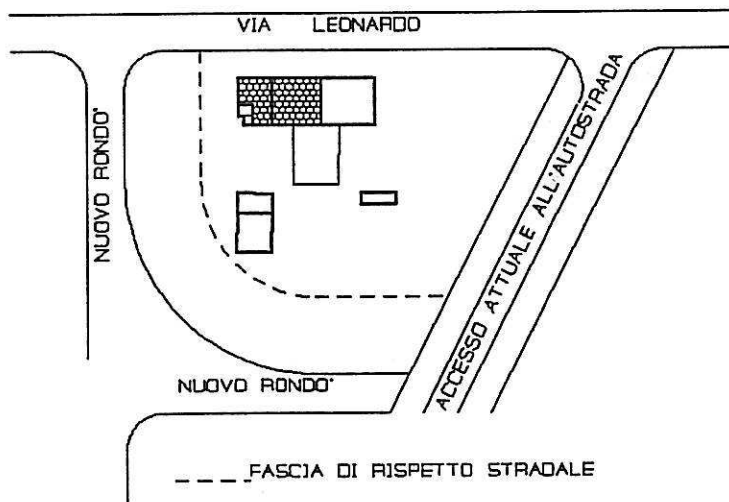 VIA LEONARDO
NUOVO RONDO'
ACCESSO ATTUALE ALL'AUTOSTRADA
NUOVO RONDO'
FASCIA DI RISPETTO STRADALE